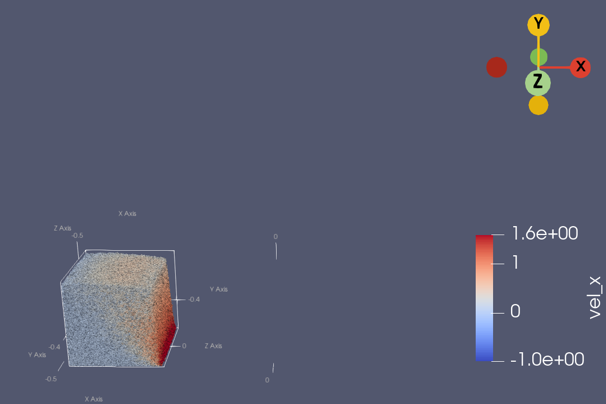 Y
X
Z
X Axis
Z Axis
-0.5
0
1.6e+00
1
0
-1.0e+00
vel_x
Y Axis
-0.4
0
Z Axis
-0.4
Y Axis
-0.5
0
X Axis